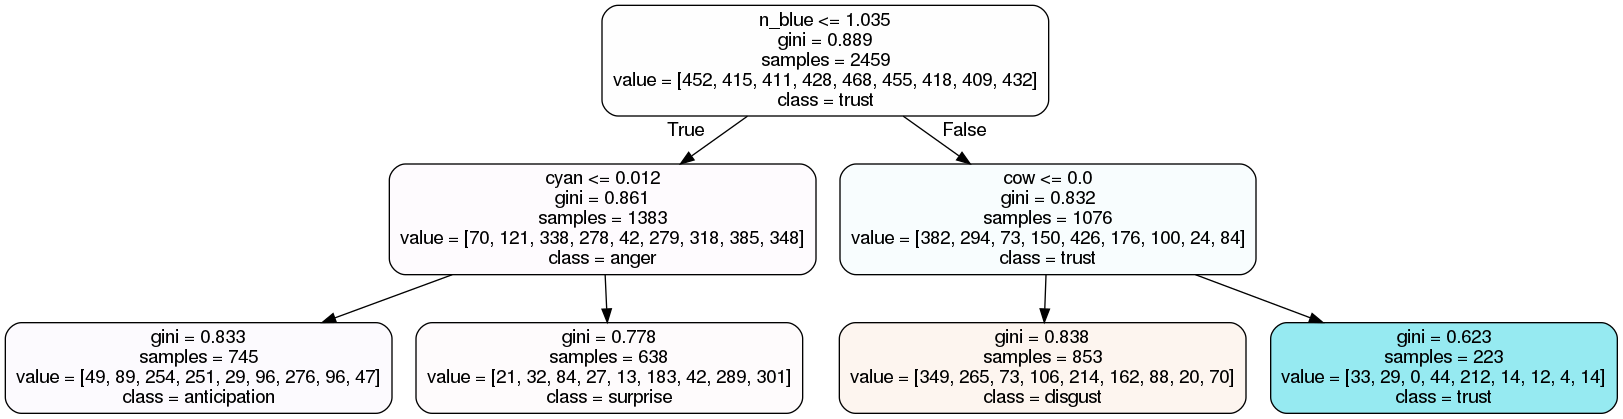 n_blue <= 1.035
gini = 0.889
samples = 2459
value = [452, 415, 411, 428, 468, 455, 418, 409, 432]
class = trust
True
False
cyan <= 0.012
gini = 0.861
samples = 1383
value = [70, 121, 338, 278, 42, 279, 318, 385, 348]
class = anger
cow <= 0.0
gini = 0.832
samples = 1076
value = [382, 294, 73, 150, 426, 176, 100, 24, 84]
class = trust
gini = 0.833
samples = 745
value = [49, 89, 254, 251, 29, 96, 276, 96, 47]
class = anticipation
gini = 0.778
samples = 638
value = [21, 32, 84, 27, 13, 183, 42, 289, 301]
class = surprise
gini = 0.838
samples = 853
value = [349, 265, 73, 106, 214, 162, 88, 20, 70]
class = disgust
gini = 0.623
samples = 223
value = [33, 29, 0, 44, 212, 14, 12, 4, 14]
class = trust